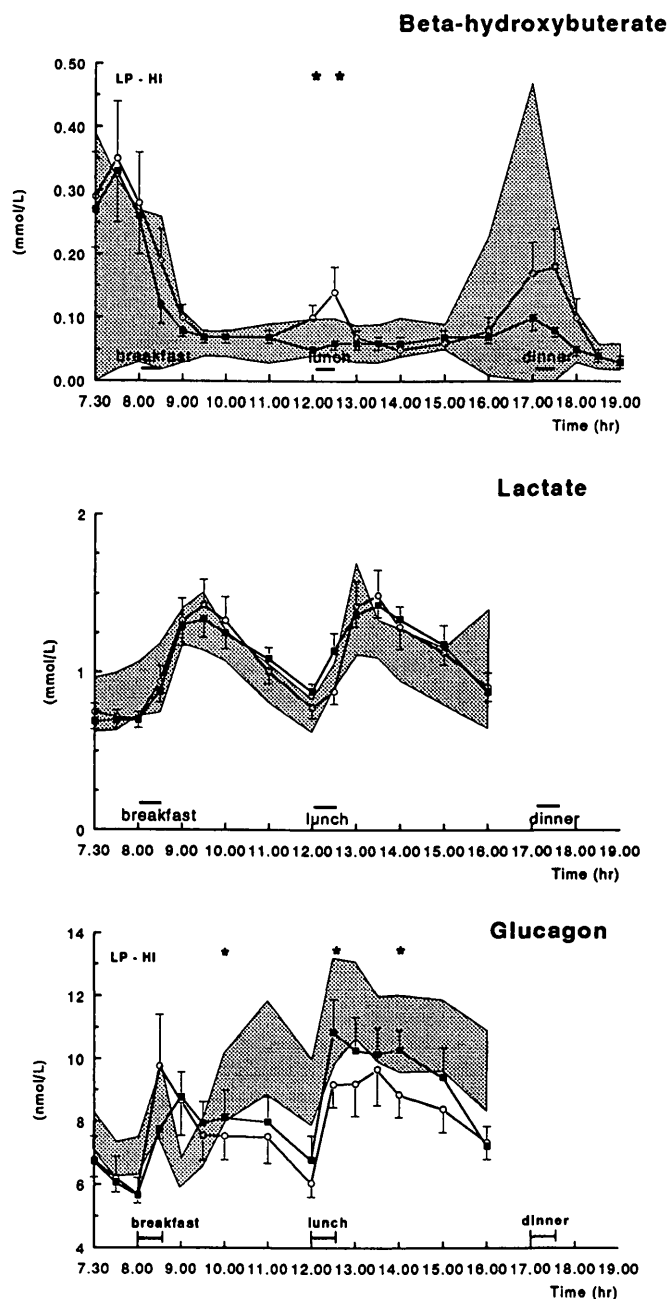 Beta-hydroxybuterate
0.50
LP - HI
* *
0.40
0.30
(mmol/L)
0.20
0.10
breakfast lunch dinner
0.00
7.30 8.00 9.00 10.00 11.00 12.00 13.00 14.00 15.00 16.00 17.00 18.00 19.00
Time (hr)
Lactate
2
(mmol/L)
1
breakfast lunch dinner
0
7.30 8.00 9.00 10.00 11.00 12.00 13.00 14.00 15.00 16.00 17.00 18.00 19.00
Time (hr)
Glucagon
14
LP - HI * * *
12
10
(nmol/L)
8
6
breakfast lunch dinner
4
7.30 8.00 9.00 10.00 11.00 12.00 13.00 14.00 15.00 16.00 17.00 18.00 19.00
Time (hr)